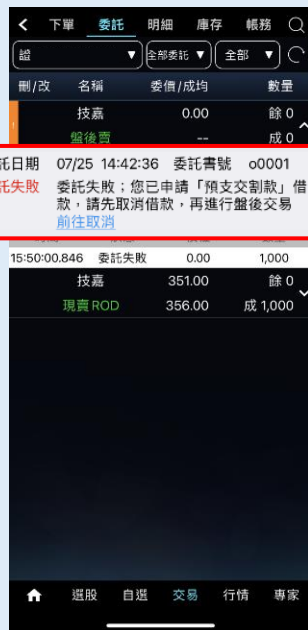 下單 委託 明細 庫存 帳務
證 全部委託 ▼ 全部 ▼
刪/改 名稱 委價/成均 數量
技嘉 0.00 餘 0
盤後賣 -- 成 0
託日期 07/25 14:42:36 委託書號 o0001
託失敗 委託失敗；您已申請「預支交割款」借
款，請先取消借款，再進行盤後交易
前往取消
15:50:00.846 委託失敗 0.00 1,000
技嘉 351.00 餘 0
現賣 ROD 356.00 成 1,000
選股 自選 交易 行情 專家